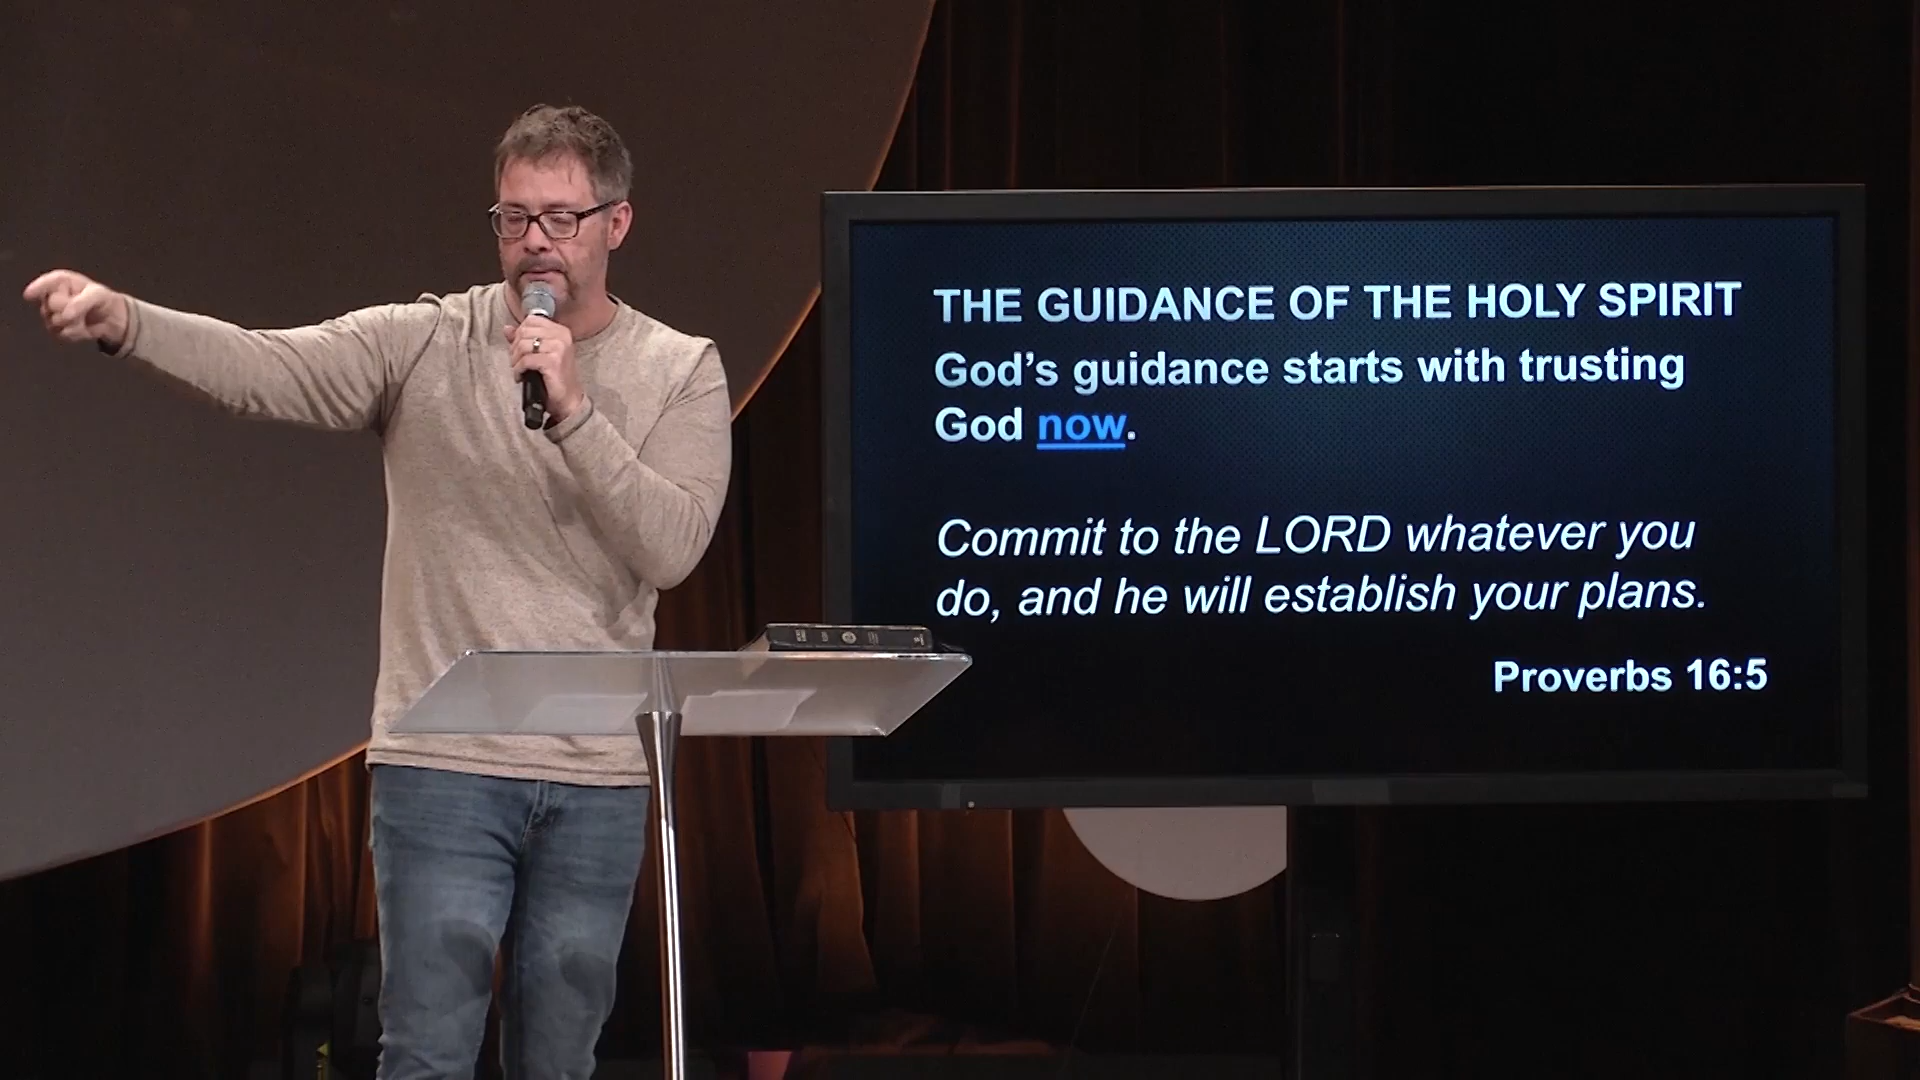 THE GUIDANCE OF THE HOLY SPIRIT
God’s guidance starts with trusting
God now.
Commit to the LORD whatever you
do, and he will establish your plans.
Proverbs 16:5